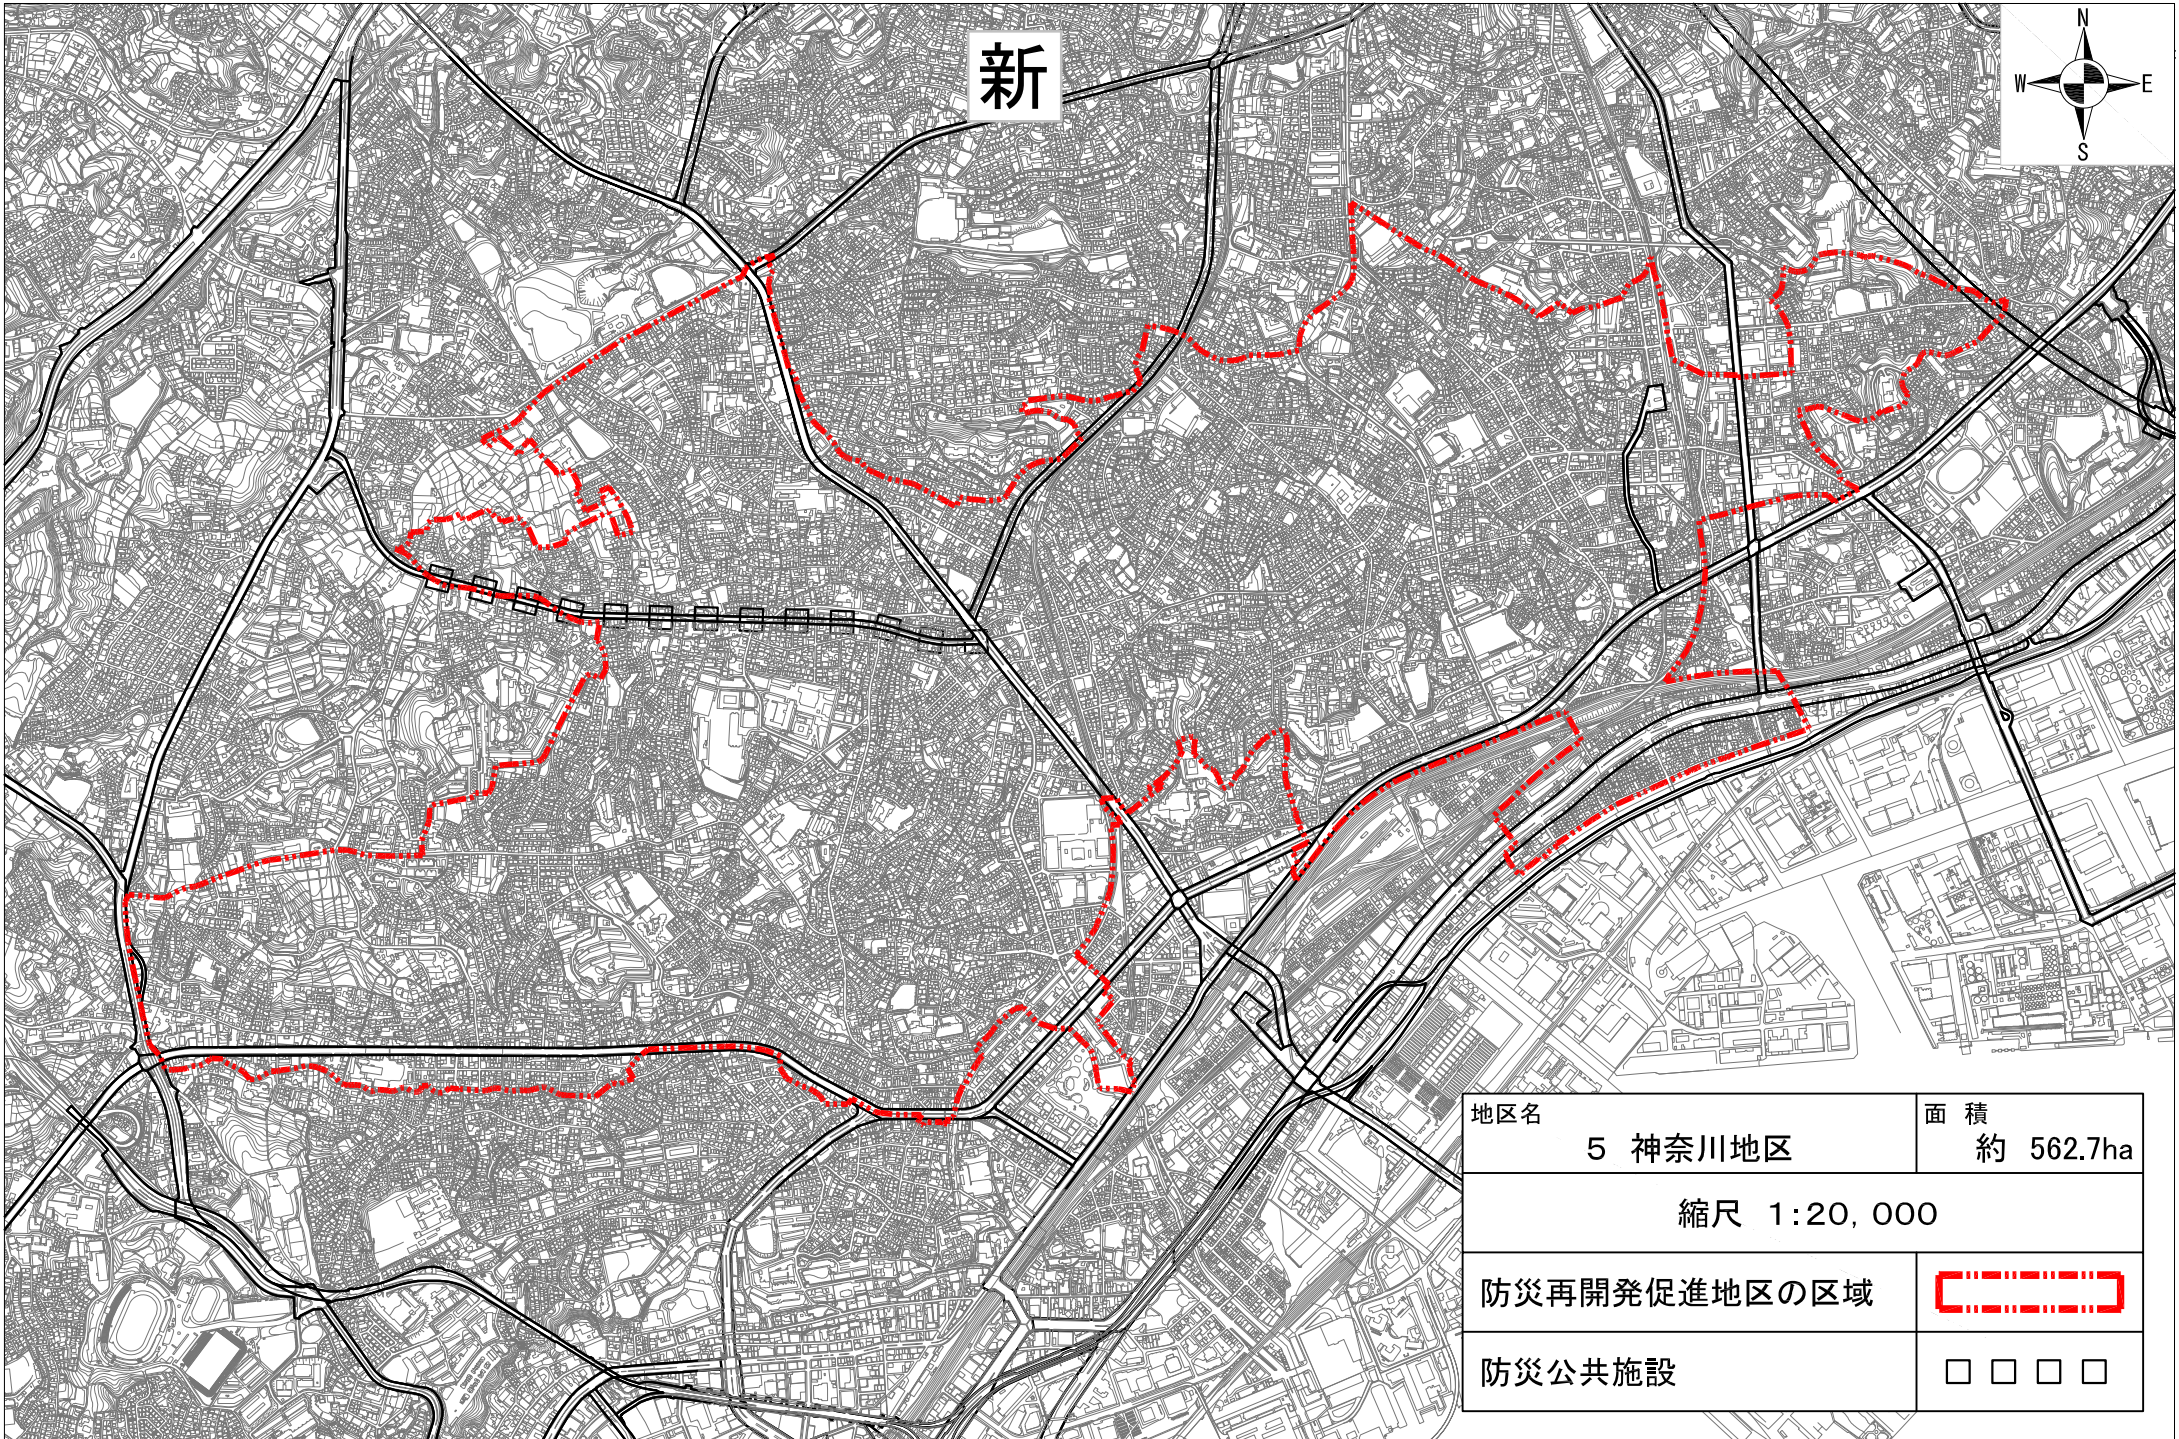 新
N
W E
S
地区名
5 神奈川地区
面 積
約 562.7ha
縮尺 1:20,000
防災再開発促進地区の区域
防災公共施設